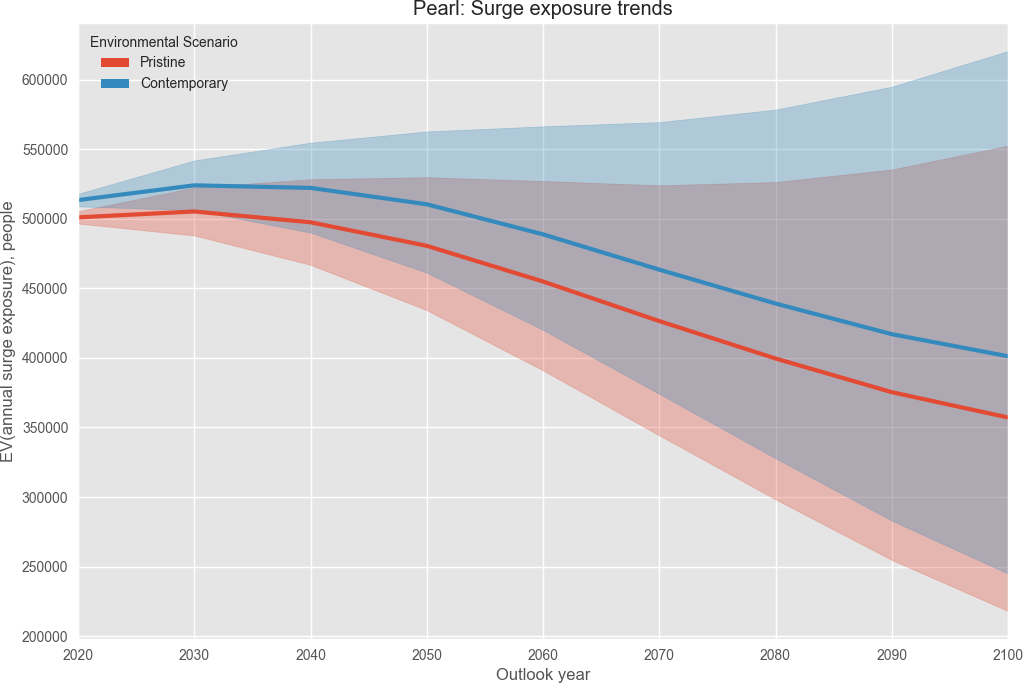 Pearl: Surge exposure trends
Environmental Scenario
Pristine
Contemporary
EV(annual surge exposure), people
600000
550000
500000
450000
400000
350000
300000
250000
200000
2020 2030 2040 2050 2060 2070 2080 2090 2100
Outlook year